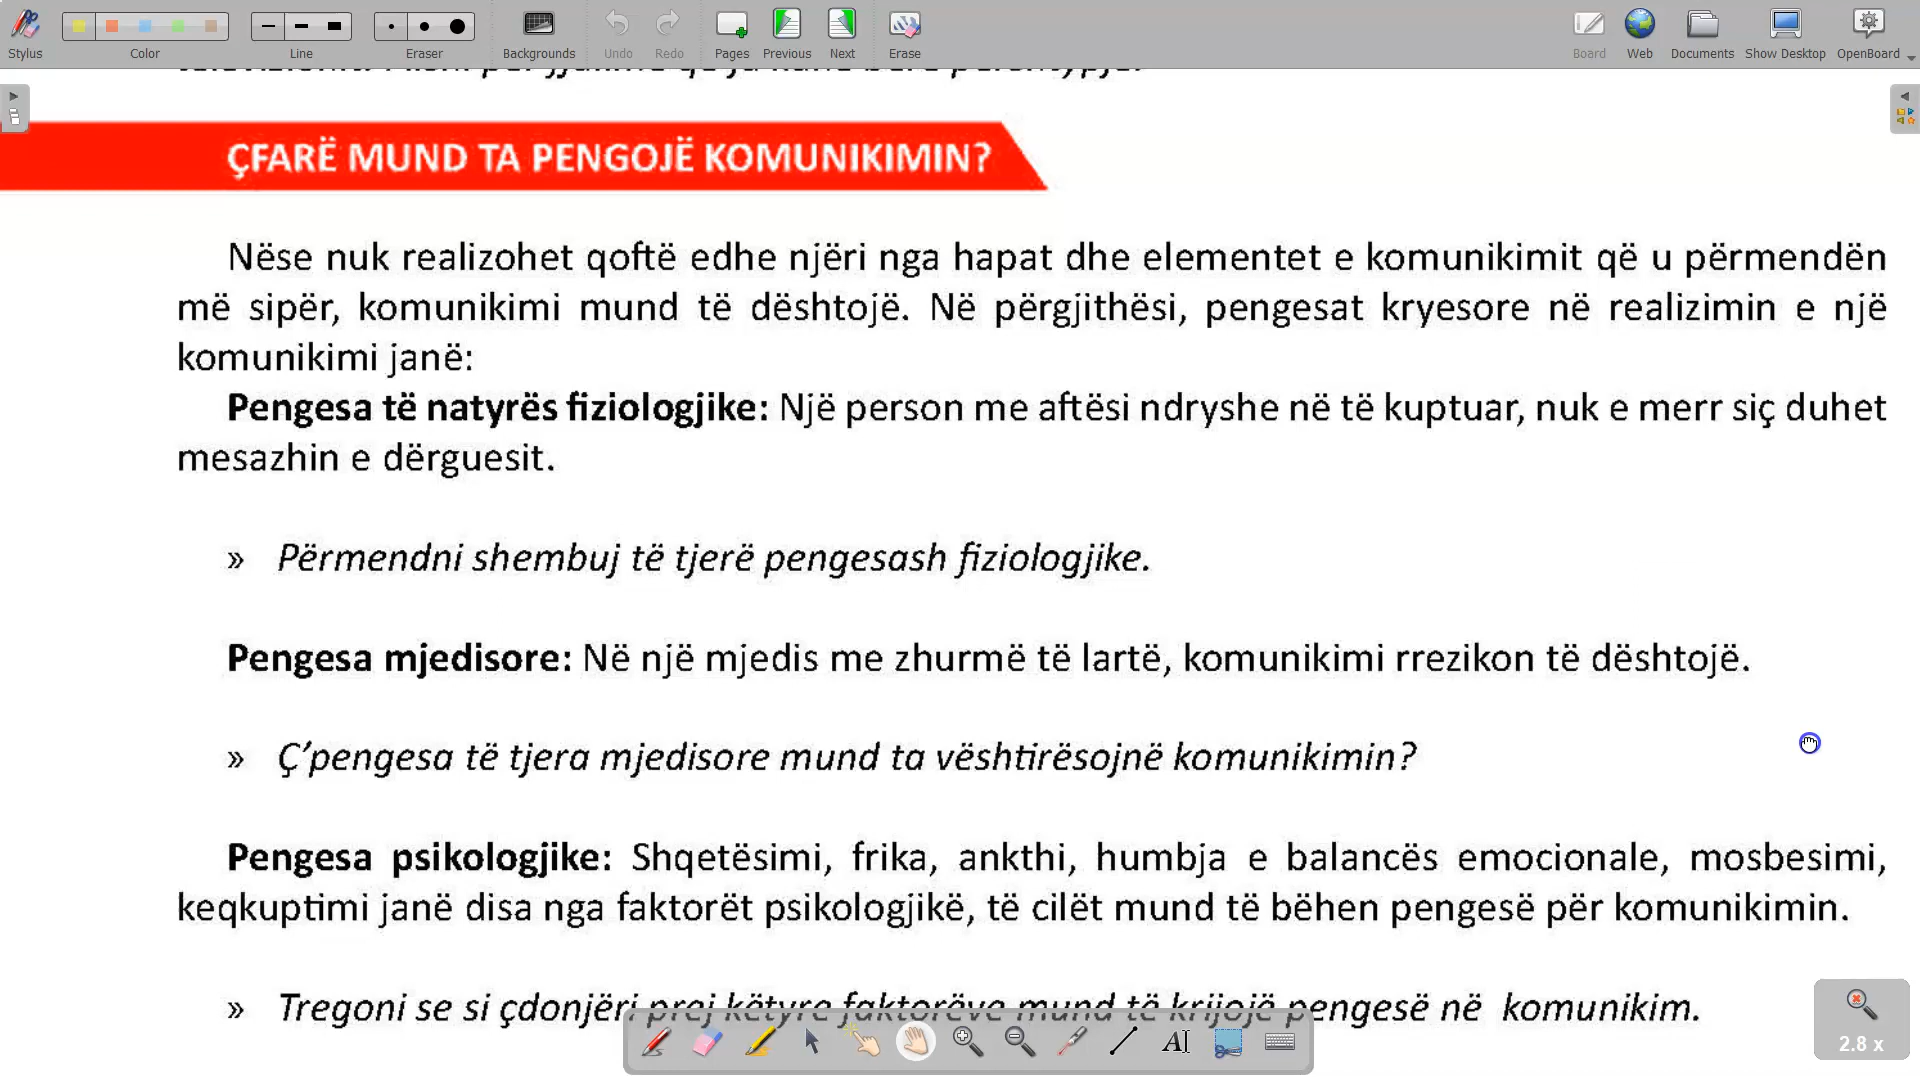 Stylus Color Line Eraser Backgrounds Undo Redo Pages Previous Next Erase Board Web Documents Show Desktop OpenBoard
ÇFARË MUND TA PENGOJË KOMUNIKIMIN?
Nëse nuk realizohet qoftë edhe njëri nga hapat dhe elementet e komunikimit që u përmendën
më sipër, komunikimi mund të dështojë. Në përgjithësi, pengesat kryesore në realizimin e një
komunikimi janë:
Pengesa të natyrës fiziologjike: Një person me aftësi ndryshe në të kuptuar, nuk e merr siç duhet
mesazhin e dërguesit.
» Përmendni shembuj të tjerë pengesash fiziologjike.
Pengesa mjedisore: Në një mjedis me zhurmë të lartë, komunikimi rrezikon të dështojë.
» Ç’pengesa të tjera mjedisore mund ta vështirësojnë komunikimin?
Pengesa psikologjike: Shqetësimi, frika, ankthi, humbja e balancës emocionale, mosbesimi,
keqkuptimi janë disa nga faktorët psikologjikë, të cilët mund të bëhen pengesë për komunikimin.
» Tregoni se si çdonjëri prej këtyre faktorëve mund të krijojë pengesë në komunikim.
AI
2.8 x